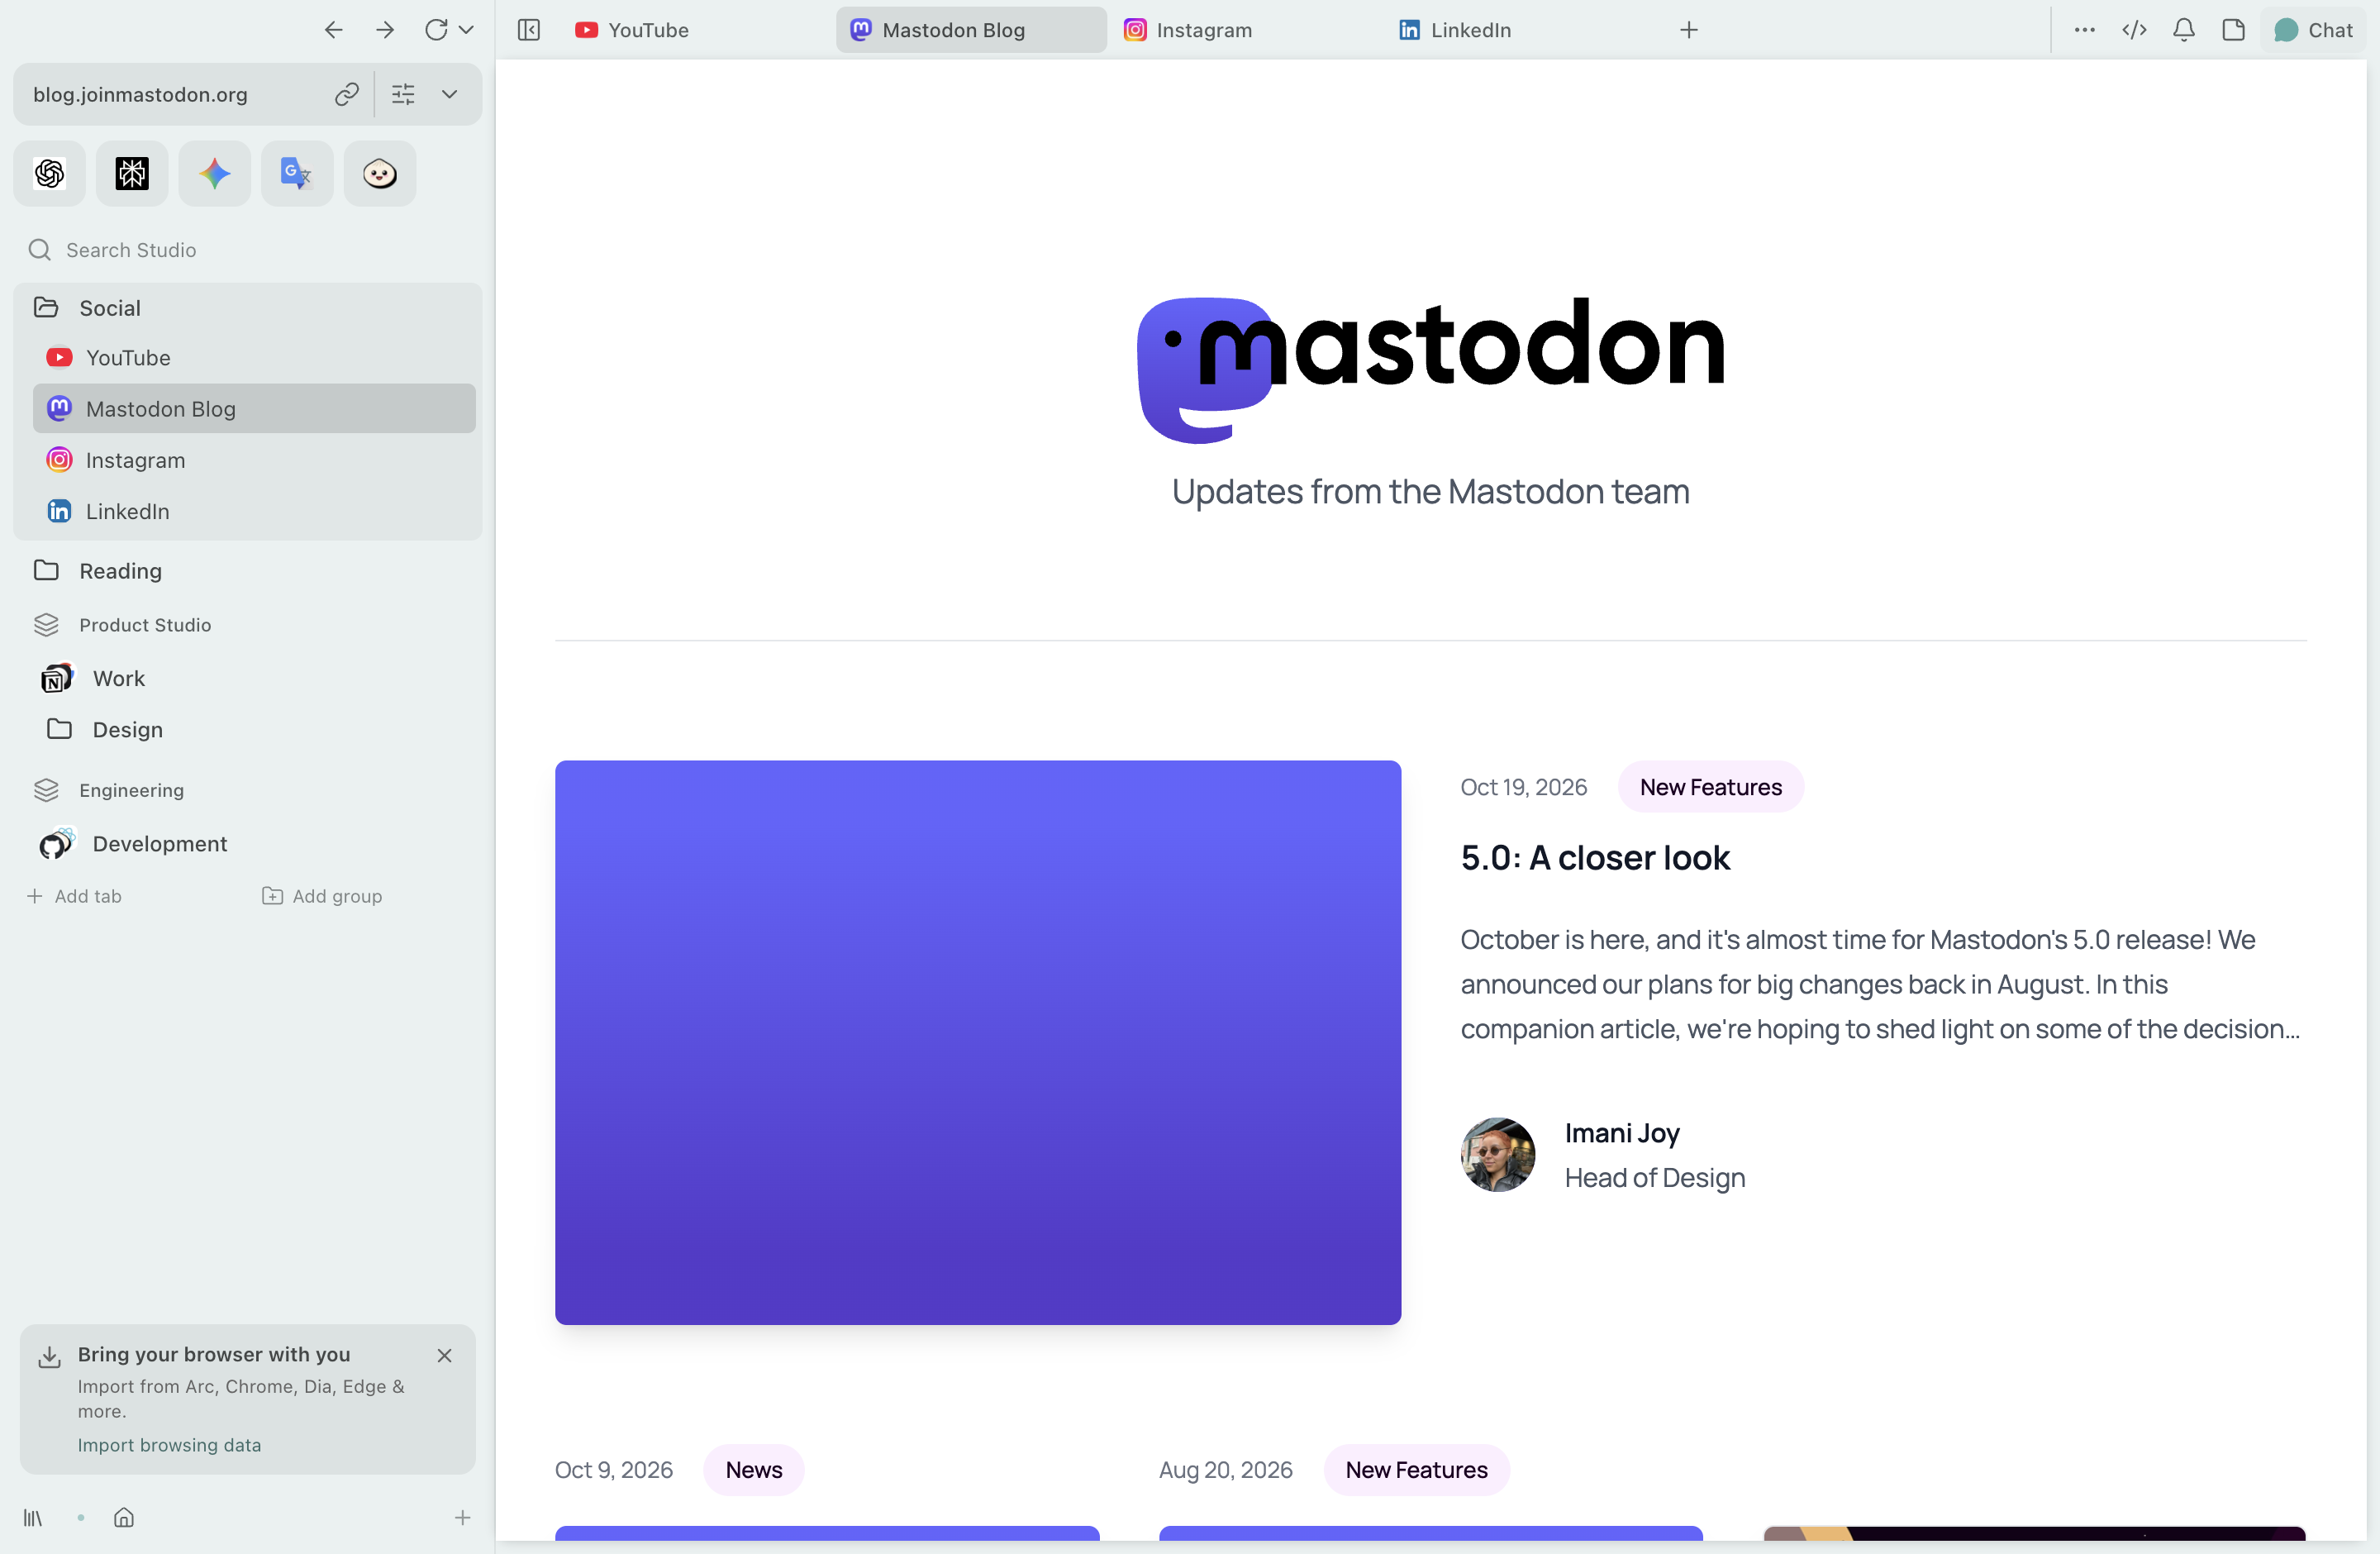 YouTube
Mastodon Blog
Instagram
LinkedIn
Chat
blog.joinmastodon.org
Search Studio
Social
YouTube
Mastodon Blog
Instagram
LinkedIn
Reading
Product Studio
Work
Design
Engineering
Development
Add tab
Add group
Bring your browser with you
Import from Arc, Chrome, Dia, Edge &
more.
Import browsing data
mastodon
Updates from the Mastodon team
Oct 19, 2026
New Features
5.0: A closer look
October is here, and it's almost time for Mastodon's 5.0 release! We
announced our plans for big changes back in August. In this
companion article, we're hoping to shed light on some of the decision…
Imani Joy
Head of Design
Oct 9, 2026
News
Aug 20, 2026
New Features